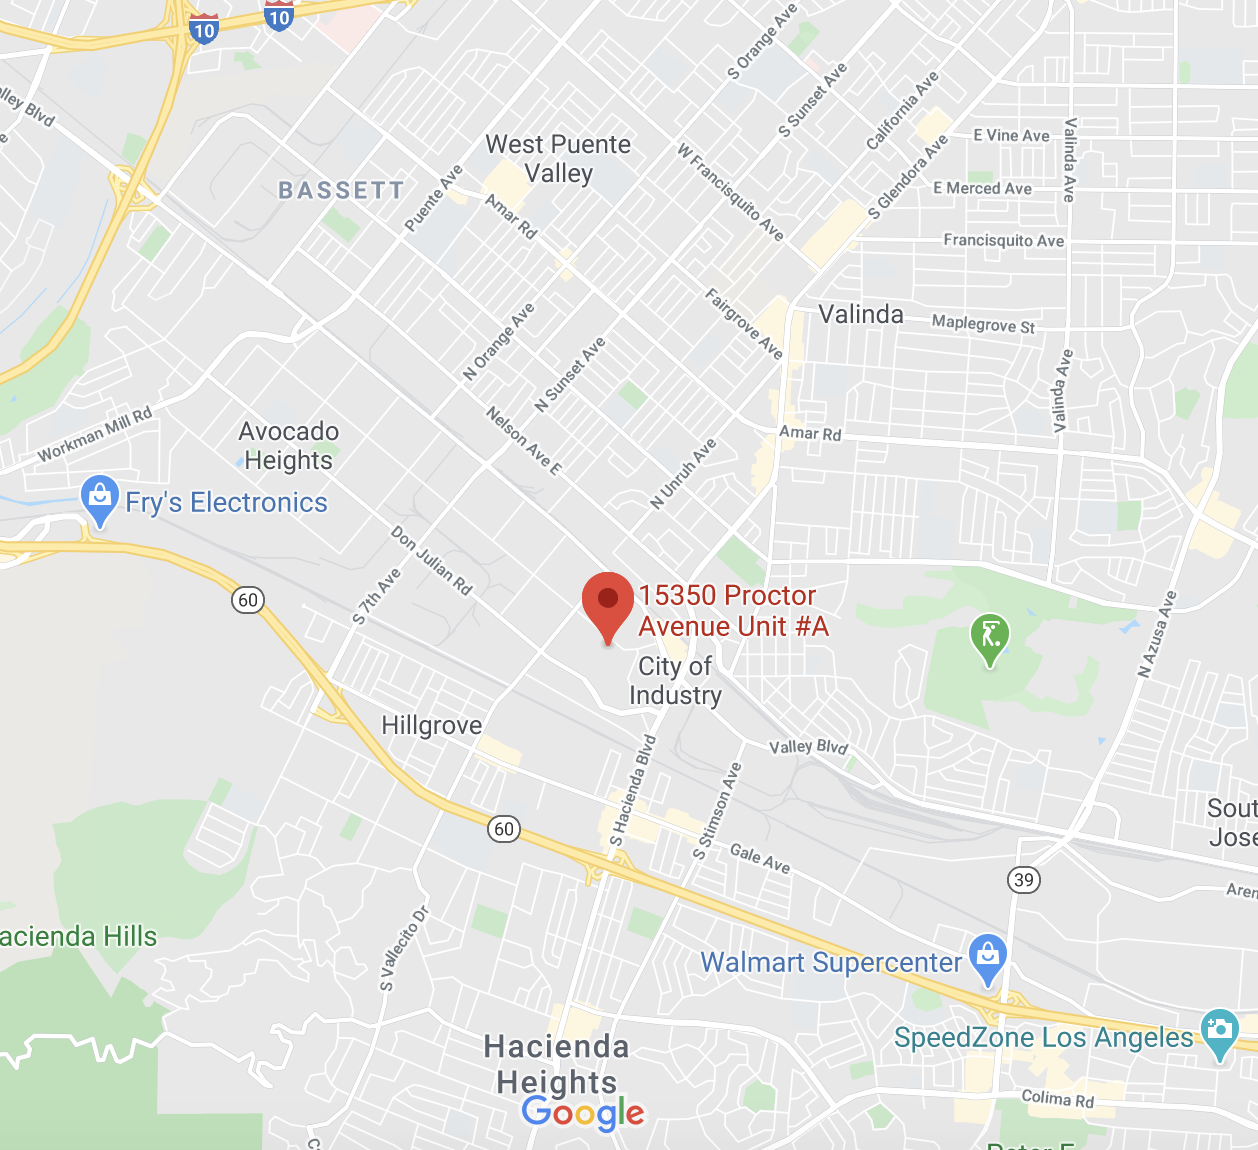 10
10
S Orange Ave
S Sunset Ave
California Ave
alley Blvd
West Puente
Valley
W Francisquito Ave
E Vine Ave
Valinda Ave
BASSETT
Puente Ave
Amar Rd
S Glendora Ave
E Merced Ave
Francisquito Ave
Fairgrove Ave
Valinda
Maplegrove St
N Orange Ave
N Sunset Ave
Valinda Ave
Workman Mill Rd
Avocado
Heights
Nelson Ave E
Amar Rd
N Unruh Ave
Fry's Electronics
Don Julian Rd
S 7th Ave
60
15350 Proctor
Avenue Unit #A
City of
Industry
N Azusa Ave
Hillgrove
Valley Blvd
S Hacienda Blvd
S Stimson Ave
Gale Ave
60
39
Sout
Jose
Aren
acienda Hills
S Vallecito Dr
Walmart Supercenter
SpeedZone Los Angeles
Hacienda
Heights
Google
Colima Rd